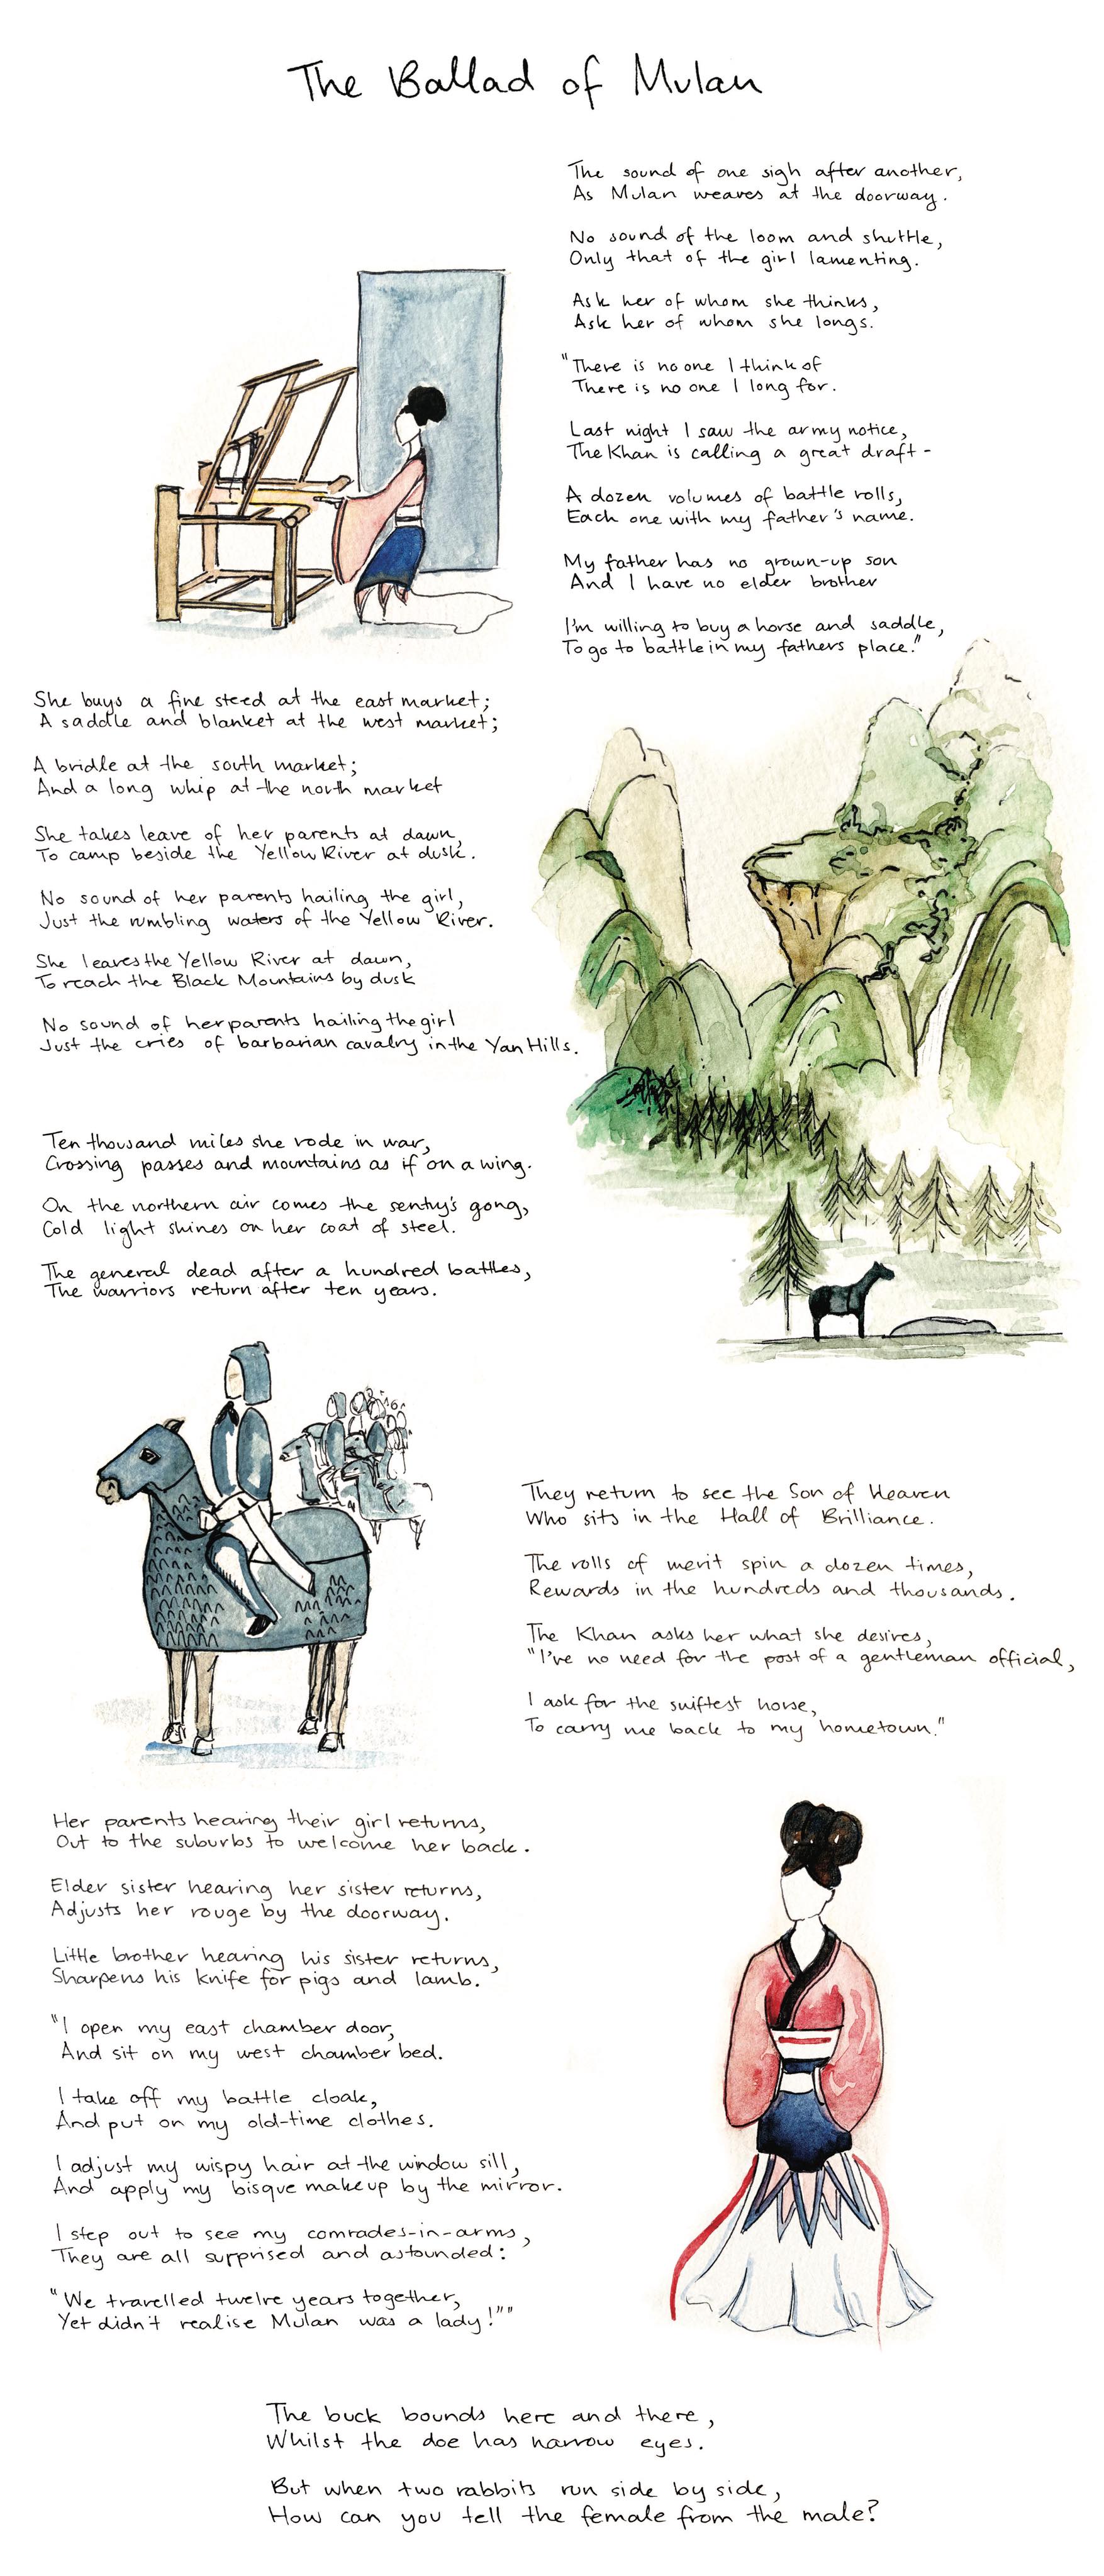 The Ballad of Mulan
The sound of one sigh after another,
As Mulan weaves at the doorway.
No sound of the loom and shuttle,
Only that of the girl lamenting.
Ask her of whom she thinks,
Ask her of whom she longs.
"There is no one I think of
There is no one I long for.
Last night I saw the army notice,
The Khan is calling a great draft -
A dozen volumes of battle rolls,
Each one with my father's name.
My father has no grown-up son
And I have no elder brother
I'm willing to buy a horse and saddle,
To go to battle in my fathers place."
She buys a fine steed at the east market;
A saddle and blanket at the west market;
A bridle at the south market;
And a long whip at the north market
She takes leave of her parents at dawn,
To camp beside the Yellow River at dusk.
No sound of her parents hailing the girl,
Just the rumbling waters of the Yellow River.
She leaves the Yellow River at dawn,
To reach the Black Mountains by dusk
No sound of her parents hailing the girl
Just the cries of barbarian cavalry in the Yan Hills.
Ten thousand miles she rode in war,
Crossing passes and mountains as if on a wing.
On the northern air comes the sentry's gong,
Cold light shines on her coat of steel.
The general dead after a hundred battles,
The warriors return after ten years.
They return to see the Son of Heaven
Who sits in the Hall of Brilliance.
The rolls of merit spin a dozen times,
Rewards in the hundreds and thousands.
The Khan asks her what she desires,
"I've no need for the post of a gentleman official,
I ask for the swiftest horse,
To carry me back to my hometown."
Her parents hearing their girl returns,
Out to the suburbs to welcome her back.
Elder sister hearing her sister returns,
Adjusts her rouge by the doorway.
Little brother hearing his sister returns,
Sharpens his knife for pigs and lamb.
"I open my east chamber door,
And sit on my west chamber bed.
I take off my battle cloak,
And put on my old-time clothes.
I adjust my wispy hair at the window sill,
And apply my bisque makeup by the mirror.
I step out to see my comrades-in-arms,
They are all surprised and astounded:
"We travelled twelve years together,
Yet didn't realise Mulan was a lady!""
The buck bounds here and there,
Whilst the doe has narrow eyes.
But when two rabbits run side by side,
How can you tell the female from the male?